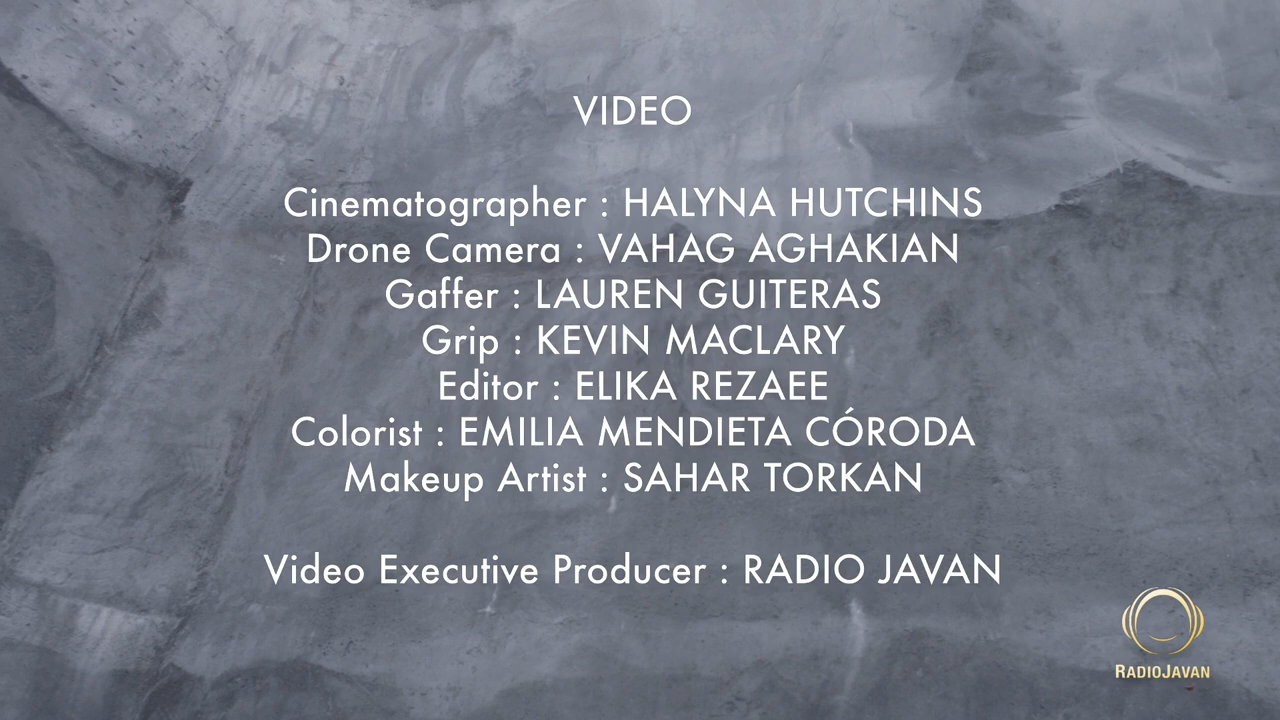 VIDEO
Cinematographer : HALYNA HUTCHINS
Drone Camera : VAHAG AGHAKIAN
Gaffer : LAUREN GUITERAS
Grip : KEVIN MACLARY
Editor : ELIKA REZAEE
Colorist : EMILIA MENDIETA CÓRODA
Makeup Artist : SAHAR TORKAN
Video Executive Producer : RADIO JAVAN
RADIOJAVAN